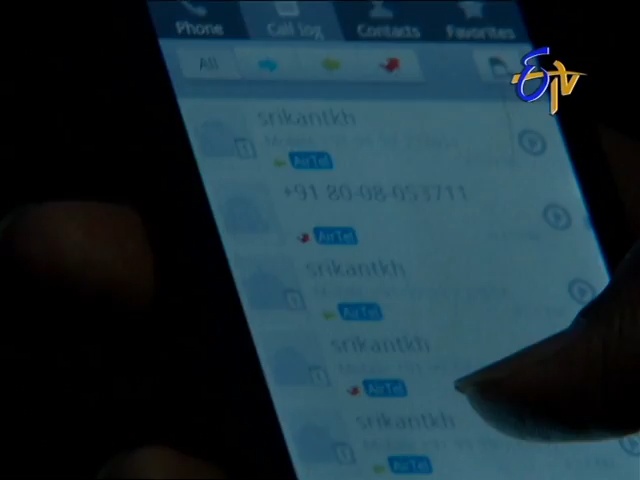 Phone Call log Contacts Favorites
All
ETV
srikantkh
AirTel
+91 80-08-053711
AirTel
srikantkh
AirTel
srikantkh
AirTel
srikantkh
AirTel